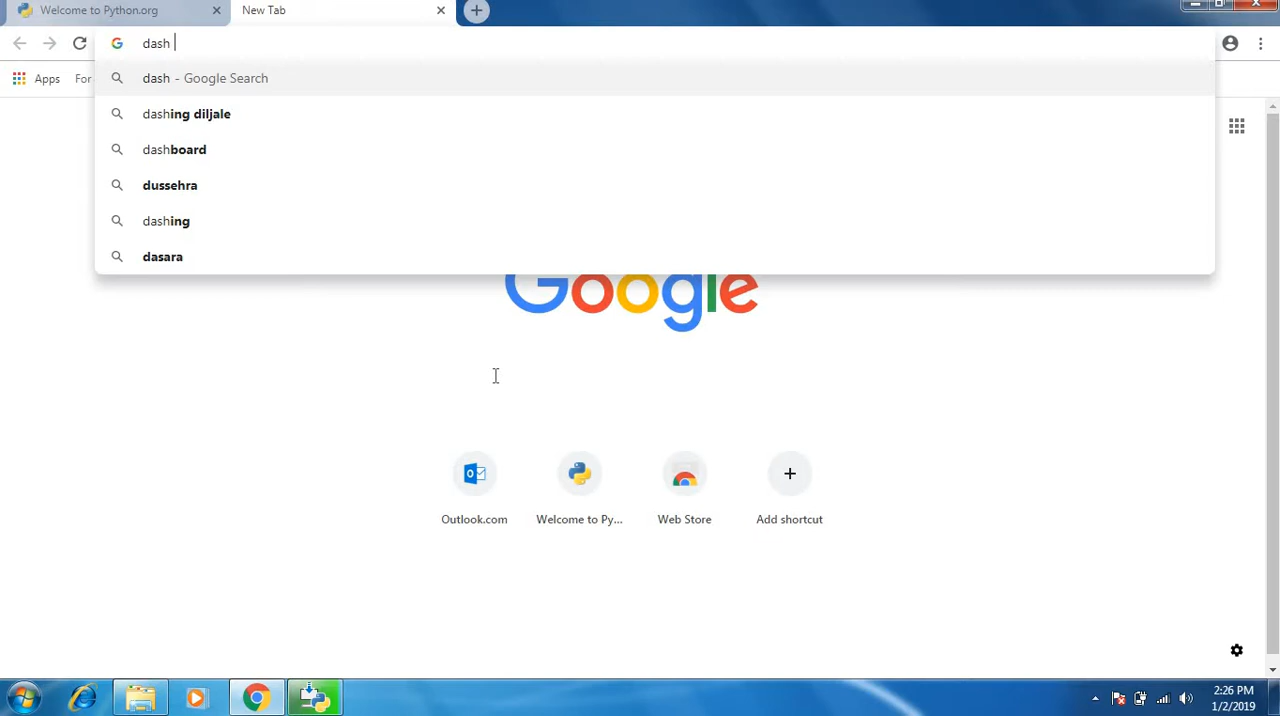 Welcome to Python.org
New Tab
dash
Apps
For
dash - Google Search
dashing diljale
dashboard
dussehra
dashing
dasara
Google
Outlook.com
Welcome to Py...
Web Store
Add shortcut
2:26 PM
1/2/2019